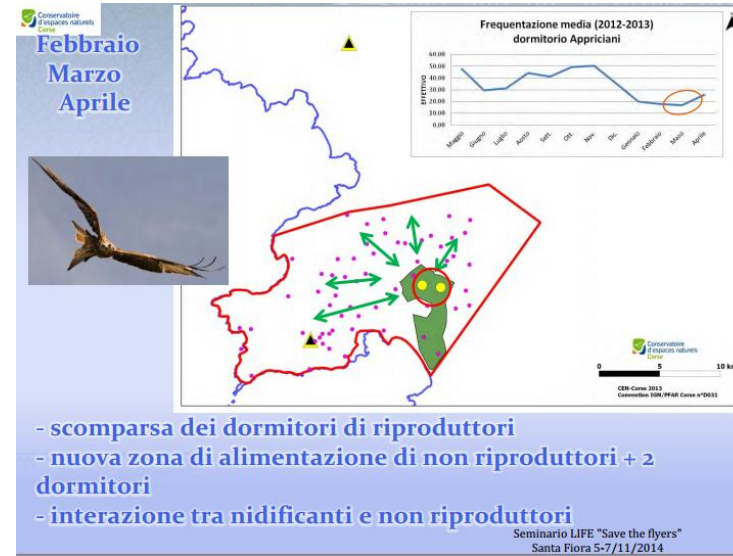 Conservatoire
d'espaces naturels
Corse
Febbraio
Marzo
Aprile
Frequentazione media (2012-2013)
dormitorio Appriciani
EFFETTIVO
60.00
50.00
40.00
30.00
20.00
10.00
0,00
Maggio
Giugno
Luglio
Aosto
Sett.
Ott.
Nov.
Dic.
Gennaio
Febbraio
Marzo
Aprile
Conservatoire
d'espaces naturels
Corse
0 5 10 km
CEN-Corse 2013
Convention IGN/PFAR Corse n°D031
- scomparsa dei dormitori di riproduttori
- nuova zona di alimentazione di non riproduttori + 2
dormitori
- interazione tra nidificanti e non riproduttori
Seminario LIFE "Save the flyers"
Santa Fiora 5-7/11/2014